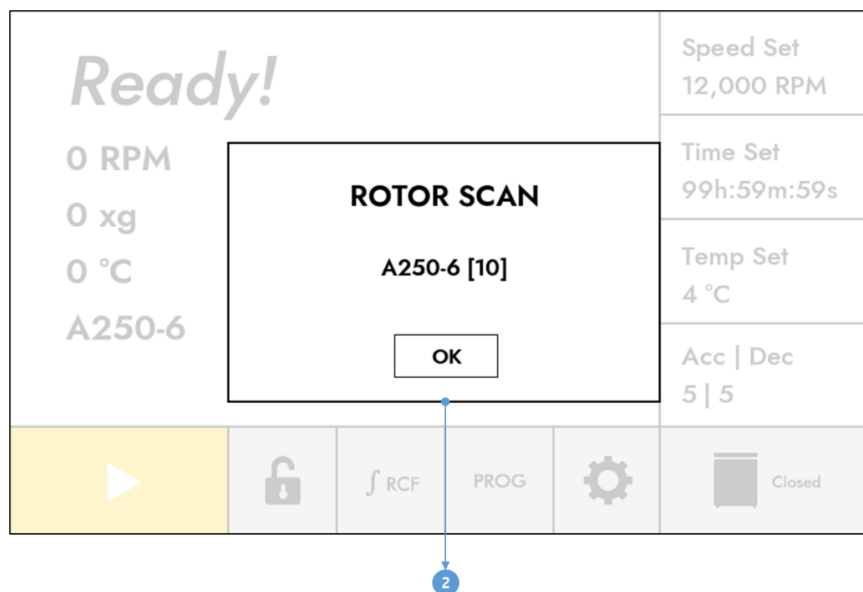 Ready!
0 RPM
0 xg
0 °C
A250-6
ROTOR SCAN
A250-6 [10]
OK
Speed Set
12,000 RPM
Time Set
99h:59m:59s
Temp Set
4 °C
Acc | Dec
5 | 5
∫ RCF
PROG
Closed
2